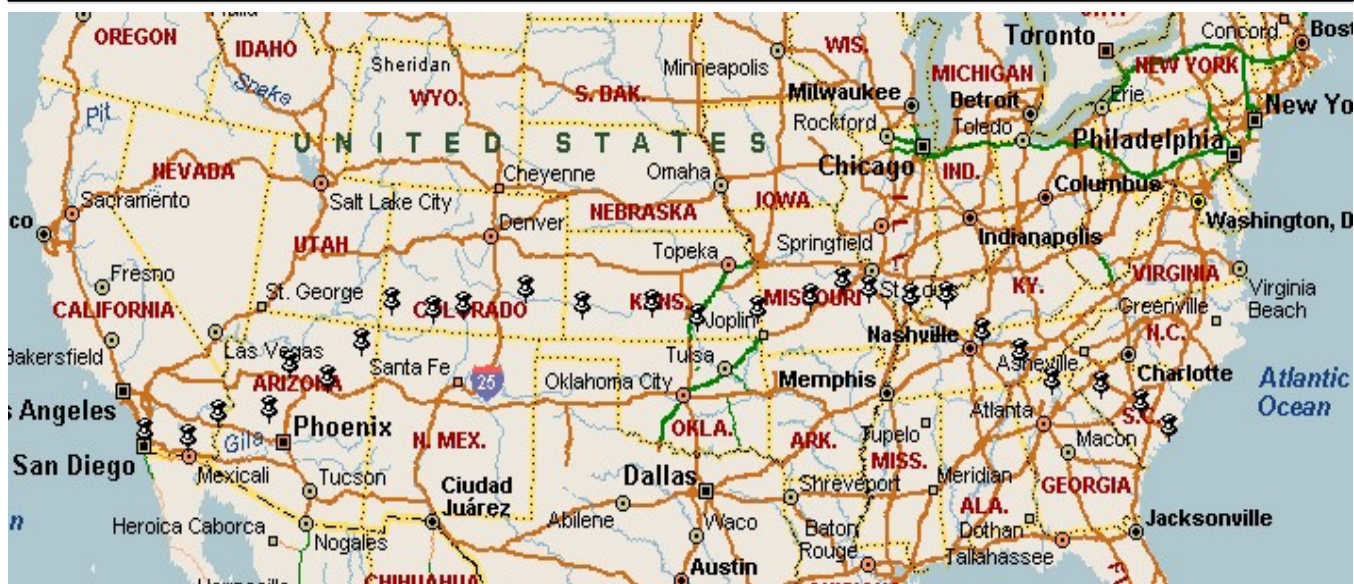 OREGON
IDAHO
Snake
Sheridan
WYO.
S. DAK.
Minneapolis
WIS.
Milwaukee
Rockford
Chicago
MICHIGAN
Detroit
Toledo
Toronto
Erie
NEW YORK
Concord
Bost
New Yo
Philadelphia
Pit
UNITED STATES
NEVADA
Sacramento
Salt Lake City
Cheyenne
Omaha
IOWA
IND.
Columbus
Washington, D
co
UTAH
Denver
NEBRASKA
Topeka
Springfield
Indianapolis
Fresno
CALIFORNIA
St. George
COLORADO
KANS.
MISSOURI
KY.
VIRGINIA
Virginia
Beach
Greenville
Bakersfield
Las Vegas
Santa Fe
25
Joplin
Tulsa
Oklahoma City
Nashville
Asheville
N.C.
Charlotte
Memphis
s Angeles
ARIZONA
Phoenix
Gila
N. MEX.
OKLA.
ARK.
Tupelo
MISS.
Atlanta
S.C.
Macon
Atlantic
Ocean
San Diego
Mexicali
Tucson
Ciudad
Juárez
Dallas
Shreveport
Meridian
GEORGIA
ALA.
n
Heroica Caborca
Nogales
Abilene
Waco
Baton
Rouge
Dothan
Tallahassee
Jacksonville
CHIHUAHUA
Austin